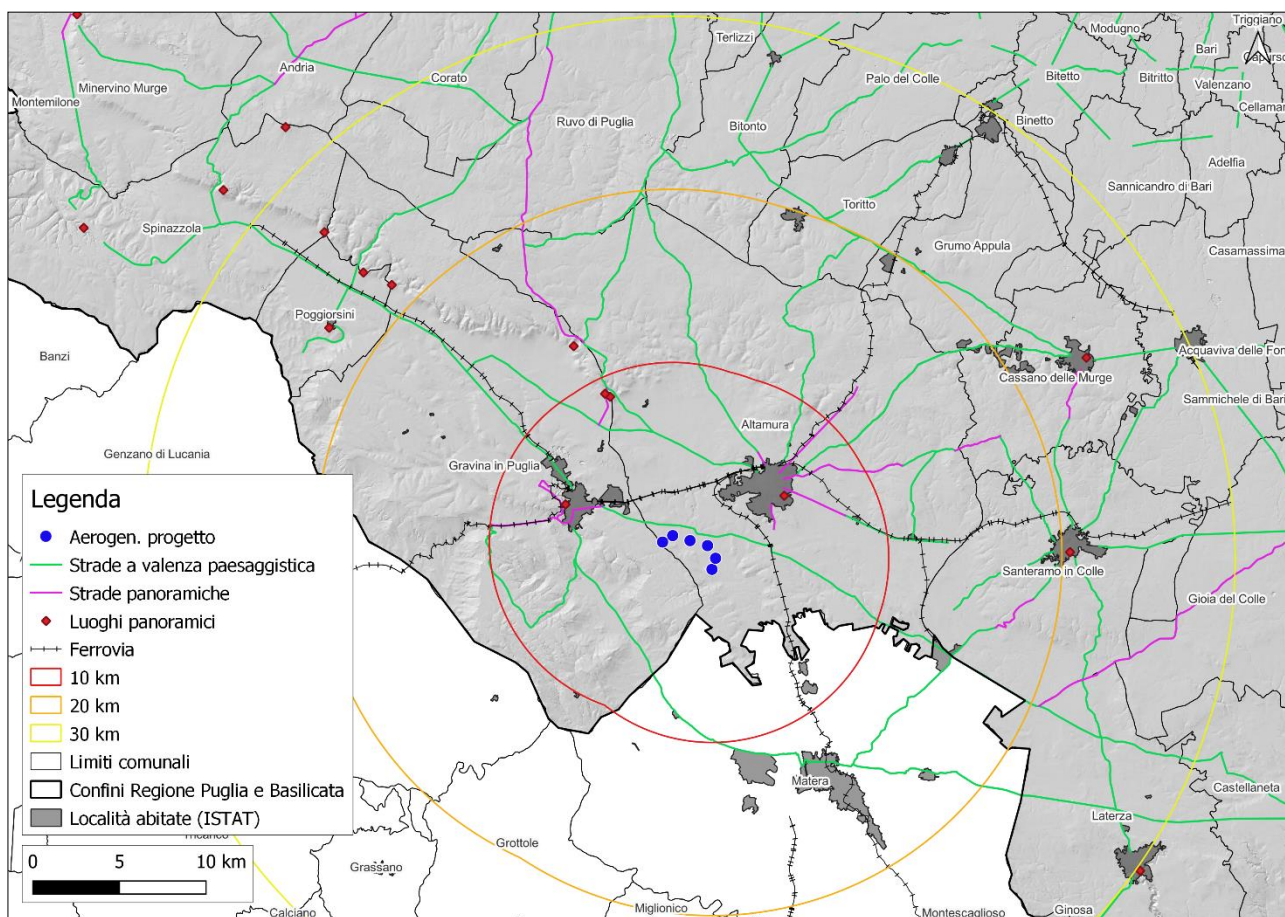 Triggiano
Modugno
Terlizzi
Bari
Andria
Bitetto
Bitritto
Corato
Palo del Colle
Minervino Murge
Valenzano
Montemilone
Cellamar
Ruvo di Puglia
Bitonto
Binetto
Adelfia
Sannicandro di Bari
Toritto
Spinazzola
Grumo Appula
Casamassima
Poggiorsini
Banzi
Acquaviva delle Fon
Cassano delle Murge
Sammichele di Bari
Altamura
Genzano di Lucania
Gravina in Puglia
Santeramo in Colle
Gioia del Colle
Matera
Castellaneta
Laterza
Grottole
Grassano
Calciano
Miglionico
Montescaglioso
Ginosa
Legenda
Aerogen. progetto
Strade a valenza paesaggistica
Strade panoramiche
Luoghi panoramici
Ferrovia
10 km
20 km
30 km
Limiti comunali
Confini Regione Puglia e Basilicata
Località abitate (ISTAT)
0 5 10 km